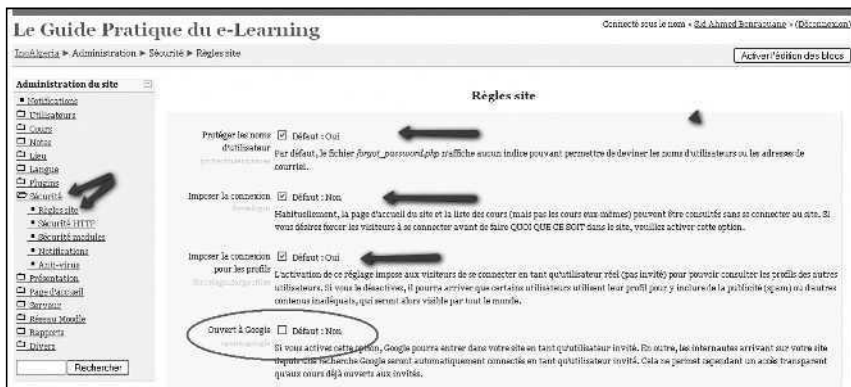 Le Guide Pratique du e-Learning
Connecté sous le nom « Sid Ahmed Benraouane » (Déconnexion)
InoAlgeria ► Administration ► Sécurité ► Règles site
Activer l'édition des blocs
Administration du site
Notifications
Utilisateurs
Cours
Notes
Lieu
Langue
Plugins
Sécurité
Règles site
Sécurité HTTP
Sécurité modules
Notifications
Anti-virus
Présentation
Page d'accueil
Serveur
Réseau Moodle
Rapports
Divers
Rechercher
Règles site
Protéger les noms Défaut : Oui
d'utilisateur
Par défaut, le fichier forgot_password.php n'affiche aucun indice pouvant permettre de deviner les noms d'utilisateurs ou les adresses de
courriel.
Imposer la connexion Défaut : Non
Habituellement, la page d'accueil du site et la liste des cours (mais pas les cours eux-mêmes) peuvent être consultés sans se connecter au site. Si
vous désirez forcer les visiteurs à se connecter avant de faire QUOI QUE CE SOIT dans le site, veuillez activer cette option.
Imposer la connexion Défaut : Oui
pour les profils
L'activation de ce réglage impose aux visiteurs de se connecter en tant qu'utilisateur réel (pas invité) pour pouvoir consulter les profils des autres
utilisateurs. Si vous le désactivez, il pourra arriver que certains utilisateurs utilisent leur profil pour y inclure de la publicité (spam) ou d'autres
contenus inadéquats, qui seront alors visible par tout le monde.
Ouvert à Google Défaut : Non
Si vous activez cette option, Google pourra entrer dans votre site en tant qu'utilisateur invité. En outre, les internautes arrivant sur votre site
depuis une recherche Google seront automatiquement connectés en tant qu'utilisateur invité. Cela ne permet cependant un accès transparent
qu'aux cours déjà ouverts aux invités.